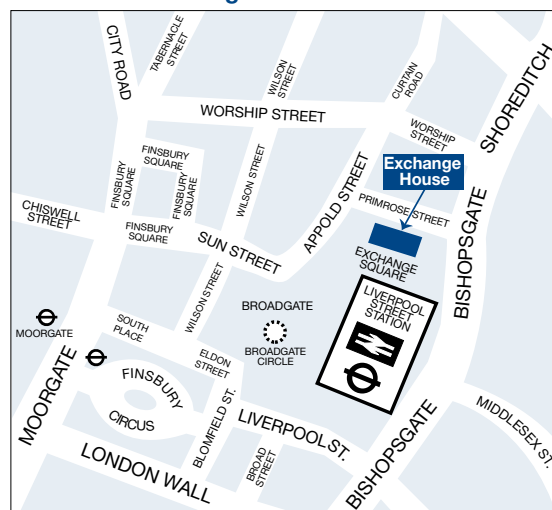 CITY ROAD
TABERNACLE
STREET
WILSON
STREET
CURTAIN
ROAD
SHOREDITCH
WORSHIP STREET
WORSHIP
STREET
Exchange
House
FINSBURY
SQUARE
FINSBURY
SQUARE
FINSBURY
SQUARE
WILSON STREET
APPOLD STREET
PRIMROSE STREET
CHISWELL
STREET
FINSBURY
SQUARE
SUN STREET
EXCHANGE
SQUARE
BISHOPSGATE
WILSON STREET
BROADGATE
LIVERPOOL
STREET
STATION
MOORGATE
SOUTH
PLACE
BROADGATE
CIRCLE
ELDON
STREET
MOORGATE
FINSBURY
CIRCUS
BLOMFIELD ST.
LIVERPOOL ST.
BISHOPSGATE
MIDDLESEX ST.
BROAD
STREET
LONDON WALL